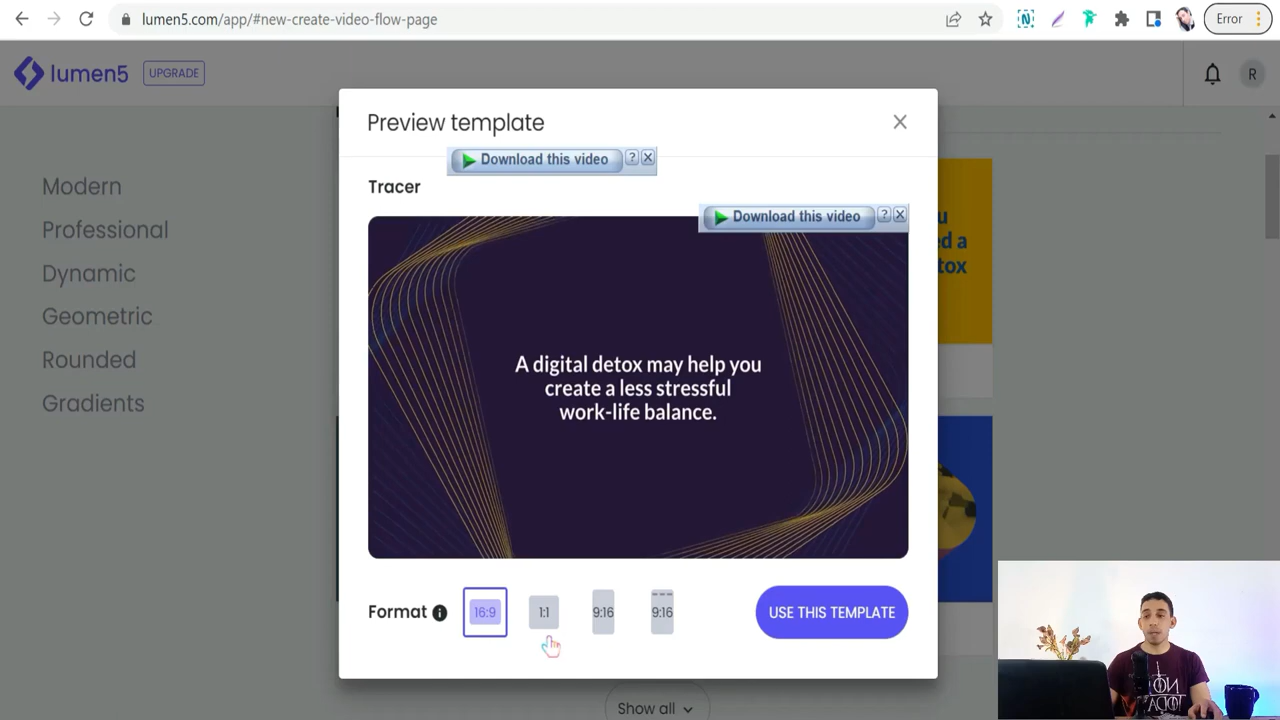 lumen5.com/app/#new-create-video-flow-page
Error
lumen5
UPGRADE
R
Preview template
Download this video
?
Tracer
Download this video
?
Modern
Professional
Dynamic
Geometric
Rounded
Gradients
A digital detox may help you
create a less stressful
work-life balance.
Format
16:9
1:1
9:16
9:16
USE THIS TEMPLATE
Show all